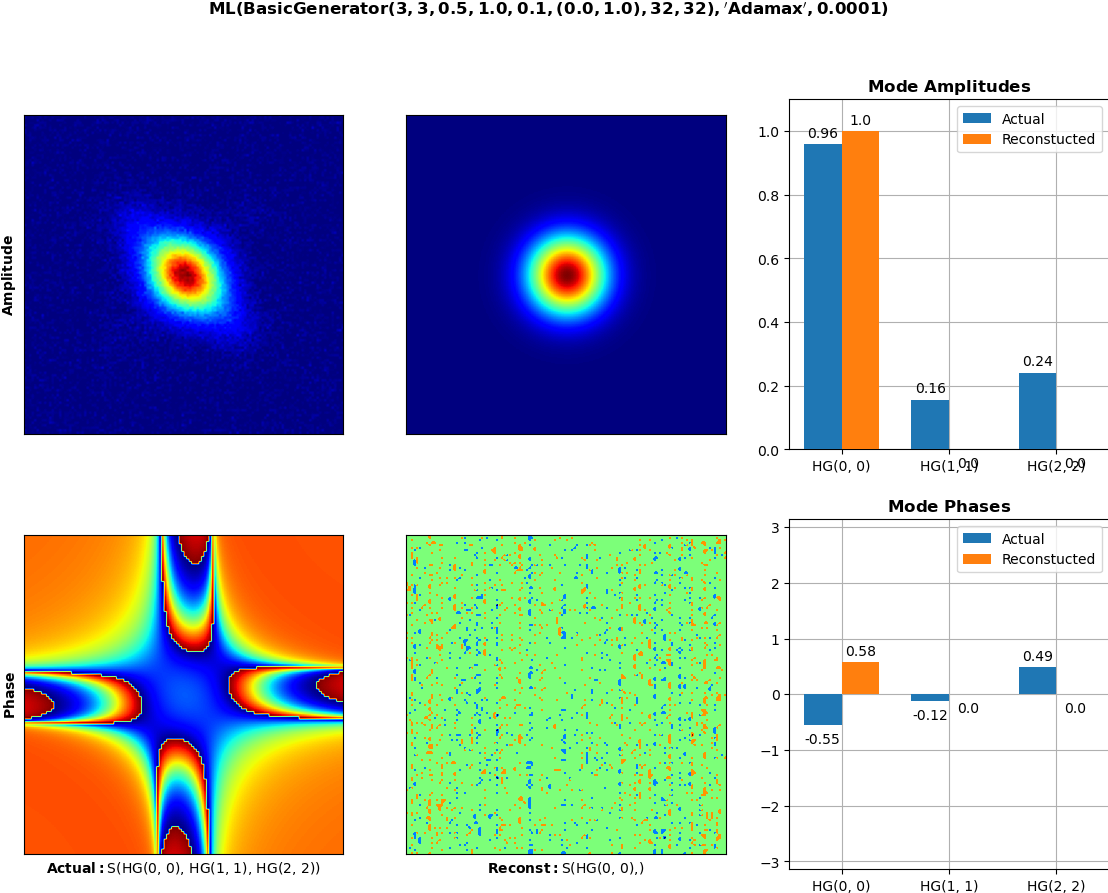 ML(BasicGenerator(3, 3, 0.5, 1.0, 0.1, (0.0, 1.0), 32, 32), ′Adamax′, 0.0001)
Amplitude
Mode Amplitudes
Actual
Reconstucted
1.0
0.8
0.6
0.4
0.2
0.0
0.96
1.0
0.16
0.0
0.24
0.0
HG(0, 0)
HG(1, 1)
HG(2, 2)
Phase
Actual: S(HG(0, 0), HG(1, 1), HG(2, 2))
Reconst: S(HG(0, 0),)
Mode Phases
Actual
Reconstucted
3
2
1
0
−1
−2
−3
-0.55
0.58
-0.12
0.0
0.49
0.0
HG(0, 0)
HG(1, 1)
HG(2, 2)